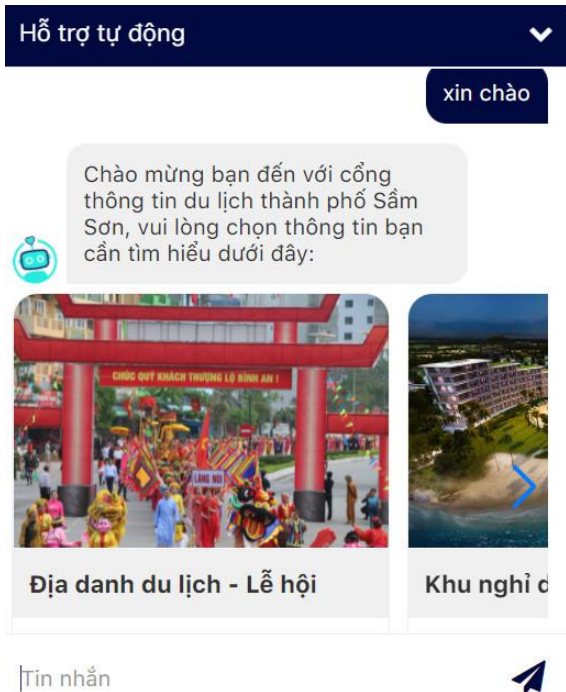 Hỗ trợ tự động
xin chào
Chào mừng bạn đến với cổng
thông tin du lịch thành phố Sầm
Sơn, vui lòng chọn thông tin bạn
cần tìm hiểu dưới đây:
CHÚC QUÝ KHÁCH THƯỢNG LỘ BÌNH AN !
LÀNG NÚI
Địa danh du lịch - Lễ hội
Khu nghỉ d
Tin nhắn